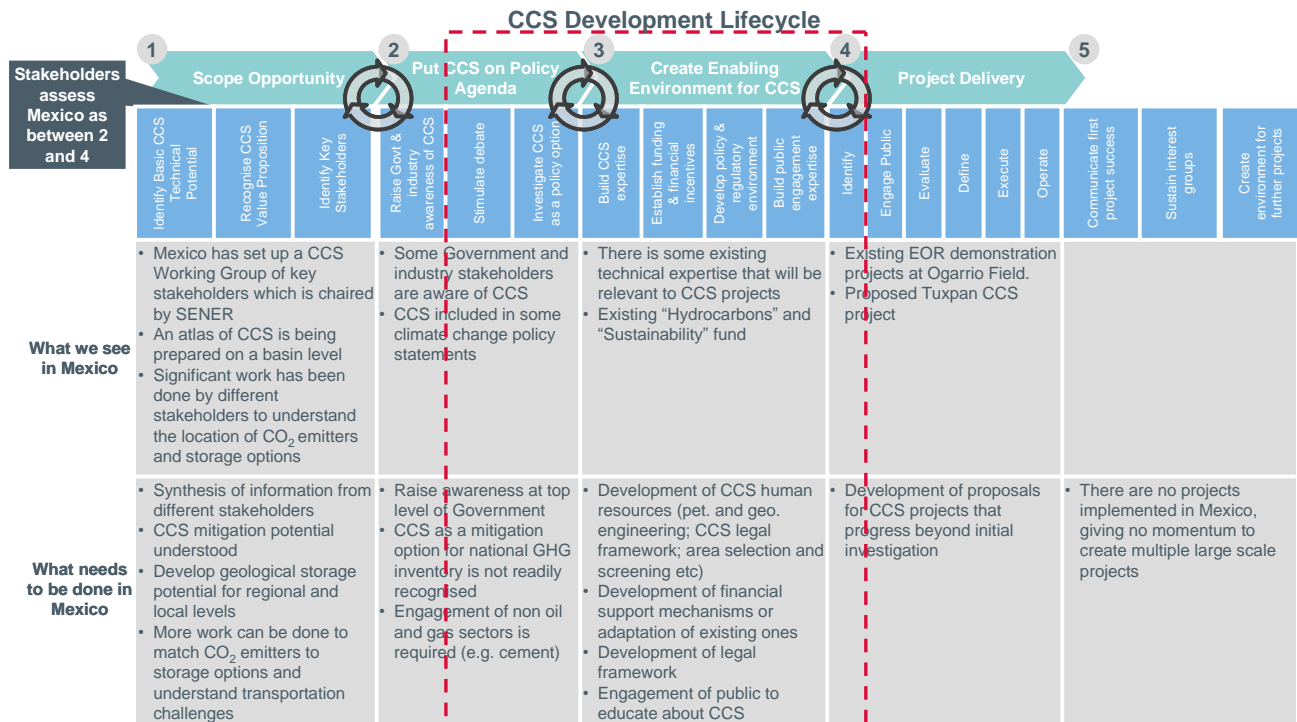 CCS Development Lifecycle
1
2
3
4
5
Stakeholders
assess
Mexico as
between 2
and 4
Scope Opportunity
Put CCS on Policy
Agenda
Create Enabling
Environment for CCS
Project Delivery
Identify Basic CCS
Technical
Potential
Recognise CCS
Value Proposition
Identify Key
Stakeholders
Raise Govt &
industry
awareness of CCS
Stimulate debate
Investigate CCS
as a policy option
Build CCS
expertise
Establish funding
& financial
incentives
Develop policy &
regulatory
environment
Build public
engagement
expertise
Identify
Engage Public
Evaluate
Define
Execute
Operate
Communicate first
project success
Sustain interest
groups
Create
environment for
further projects
What we see
in Mexico
• Mexico has set up a CCS
Working Group of key
stakeholders which is chaired
by SENER
• An atlas of CCS is being
prepared on a basin level
• Significant work has been
done by different
stakeholders to understand
the location of CO2 emitters
and storage options
• Some Government and
industry stakeholders
are aware of CCS
• CCS included in some
climate change policy
statements
• There is some existing
technical expertise that will be
relevant to CCS projects
• Existing “Hydrocarbons” and
“Sustainability” fund
• Existing EOR demonstration
projects at Ogarrio Field.
• Proposed Tuxpan CCS
project
What needs
to be done in
Mexico
• Synthesis of information from
different stakeholders
• CCS mitigation potential
understood
• Develop geological storage
potential for regional and
local levels
• More work can be done to
match CO2 emitters to
storage options and
understand transportation
challenges
• Raise awareness at top
level of Government
• CCS as a mitigation
option for national GHG
inventory is not readily
recognised
• Engagement of non oil
and gas sectors is
required (e.g. cement)
• Development of CCS human
resources (pet. and geo.
engineering; CCS legal
framework; area selection and
screening etc)
• Development of financial
support mechanisms or
adaptation of existing ones
• Development of legal
framework
• Engagement of public to
educate about CCS
• Development of proposals
for CCS projects that
progress beyond initial
investigation
• There are no projects
implemented in Mexico,
giving no momentum to
create multiple large scale
projects